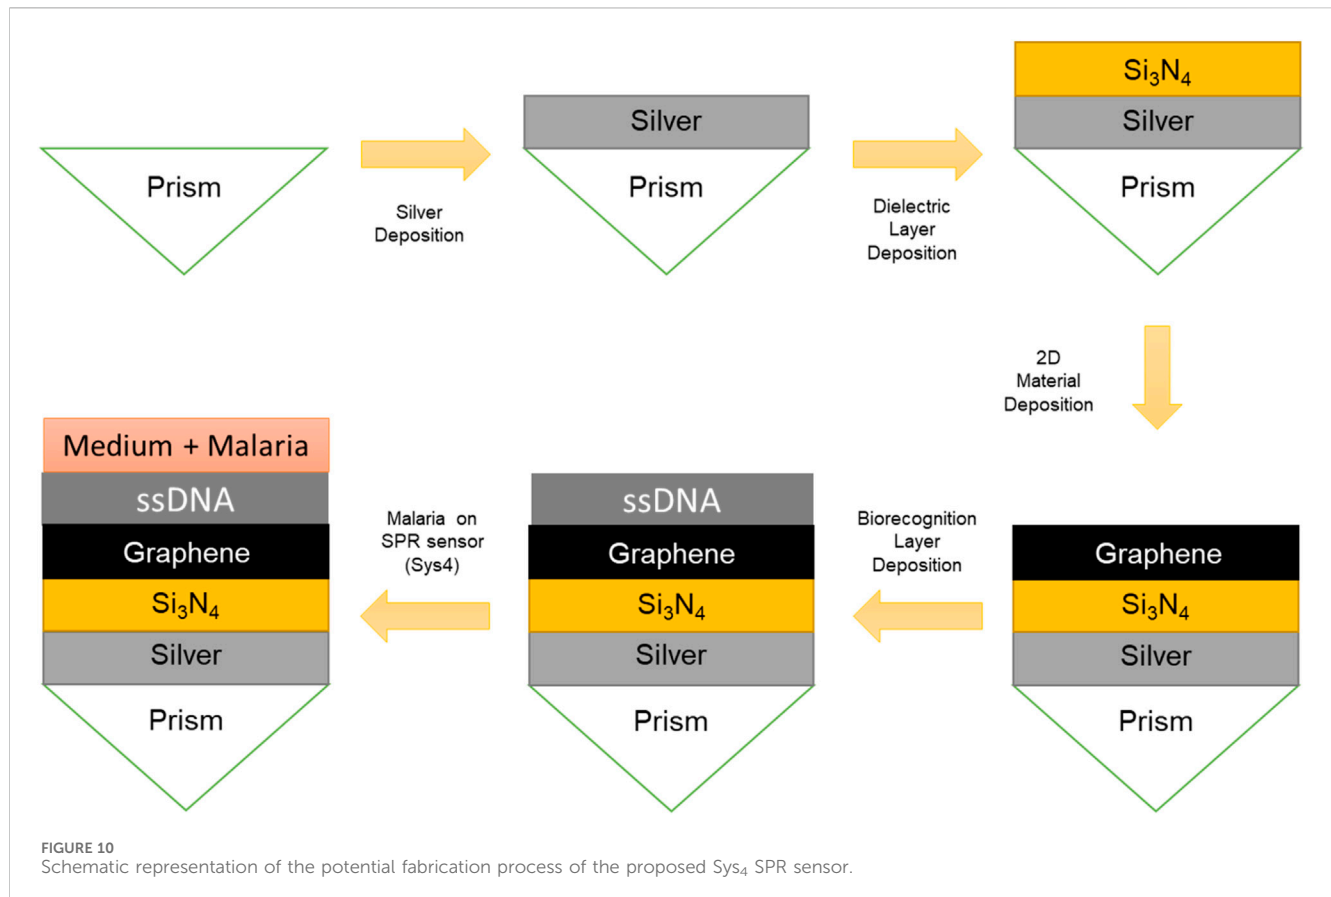 Prism
Silver
Deposition
Silver
Prism
Dielectric
Layer
Deposition
Si₃N₄
Silver
Prism
2D
Material
Deposition
Graphene
Si₃N₄
Silver
Prism
Biorecognition
Layer
Deposition
ssDNA
Graphene
Si₃N₄
Silver
Prism
Malaria on
SPR sensor
(Sys4)
Medium + Malaria
ssDNA
Graphene
Si₃N₄
Silver
Prism
FIGURE 10
Schematic representation of the potential fabrication process of the proposed Sys₄ SPR sensor.